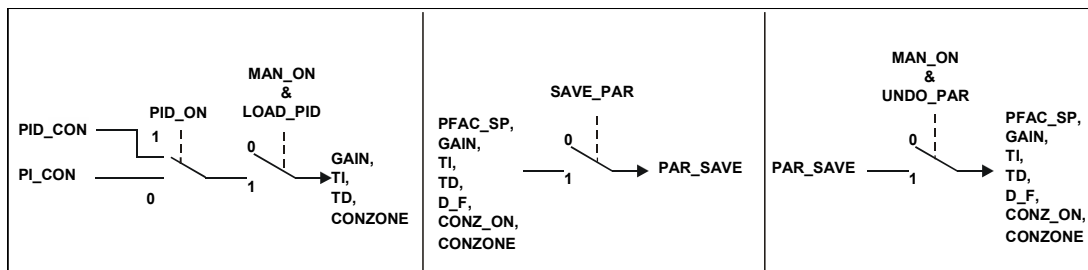 MAN_ON
&
LOAD_PID
PID_ON
PID_CON
1
0
PI_CON
0
1
GAIN,
TI,
TD,
CONZONE
SAVE_PAR
PFAC_SP,
GAIN,
TI,
TD,
D_F,
CONZ_ON,
CONZONE
0
1
PAR_SAVE
MAN_ON
&
UNDO_PAR
PAR_SAVE
0
1
PFAC_SP,
GAIN,
TI,
TD,
D_F,
CONZ_ON,
CONZONE